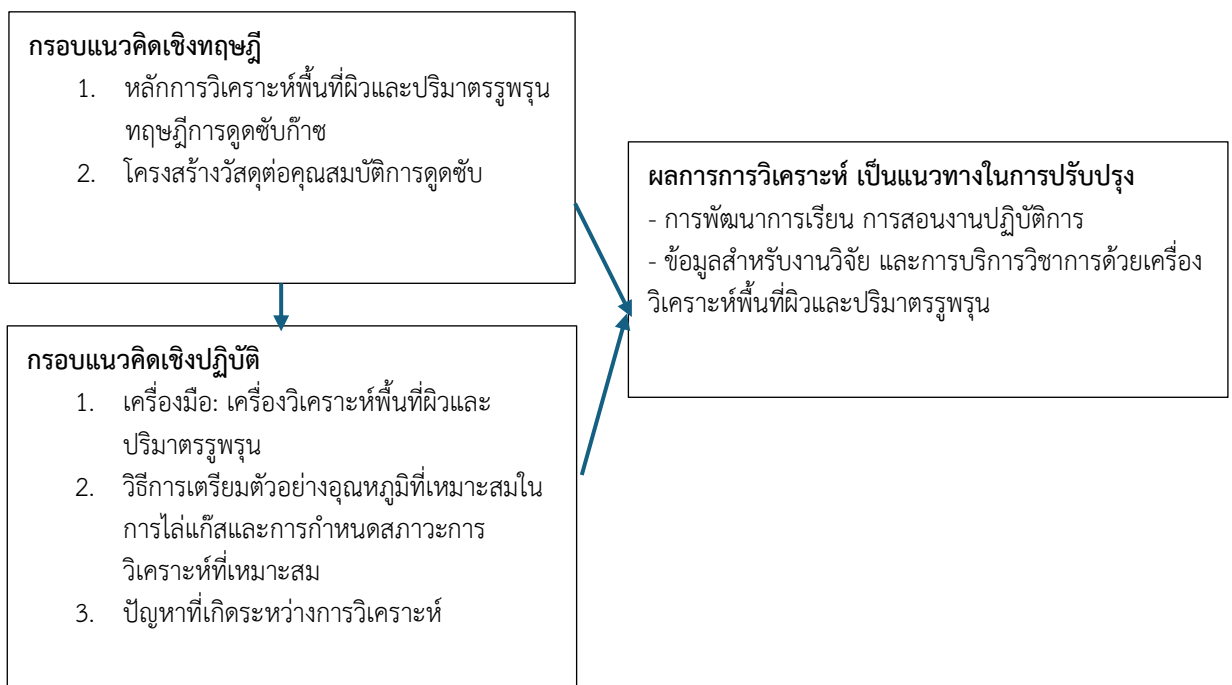 กรอบแนวคิดเชิงทฤษฎี
1. หลักการวิเคราะห์พื้นที่ผิวและปริมาตรรูพรุน
ทฤษฎีการดูดซับก๊าซ
2. โครงสร้างวัสดุต่อคุณสมบัติการดูดซับ
ผลการการวิเคราะห์ เป็นแนวทางในการปรับปรุง
- การพัฒนาการเรียน การสอนงานปฏิบัติการ
- ข้อมูลสำหรับงานวิจัย และการบริการวิชาการด้วยเครื่อง
วิเคราะห์พื้นที่ผิวและปริมาตรรูพรุน
กรอบแนวคิดเชิงปฏิบัติ
1. เครื่องมือ: เครื่องวิเคราะห์พื้นที่ผิวและ
ปริมาตรรูพรุน
2. วิธีการเตรียมตัวอย่างอุณหภูมิที่เหมาะสมใน
การไล่แก๊สและการกำหนดสภาวะการ
วิเคราะห์ที่เหมาะสม
3. ปัญหาที่เกิดระหว่างการวิเคราะห์